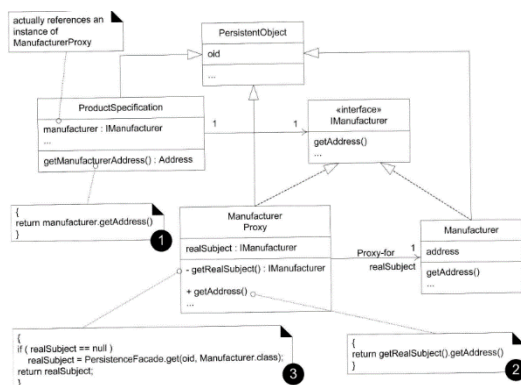 actually references an
instance of
ManufacturerProxy
PersistentObject
oid
...
ProductSpecification
manufacturer : IManufacturer
...
getManufacturerAddress() : Address
1
1
«interface»
IManufacturer
getAddress()
...
{
return manufacturer.getAddress()
}
1
Manufacturer
Proxy
realSubject : IManufacturer
- getRealSubject() : IManufacturer
+ getAddress()
...
Proxy-for
1
realSubject
Manufacturer
address
getAddress()
...
{
if ( realSubject == null )
realSubject = PersistenceFacade.get(oid, Manufacturer.class);
return realSubject;
}
3
{
return getRealSubject().getAddress()
}
2